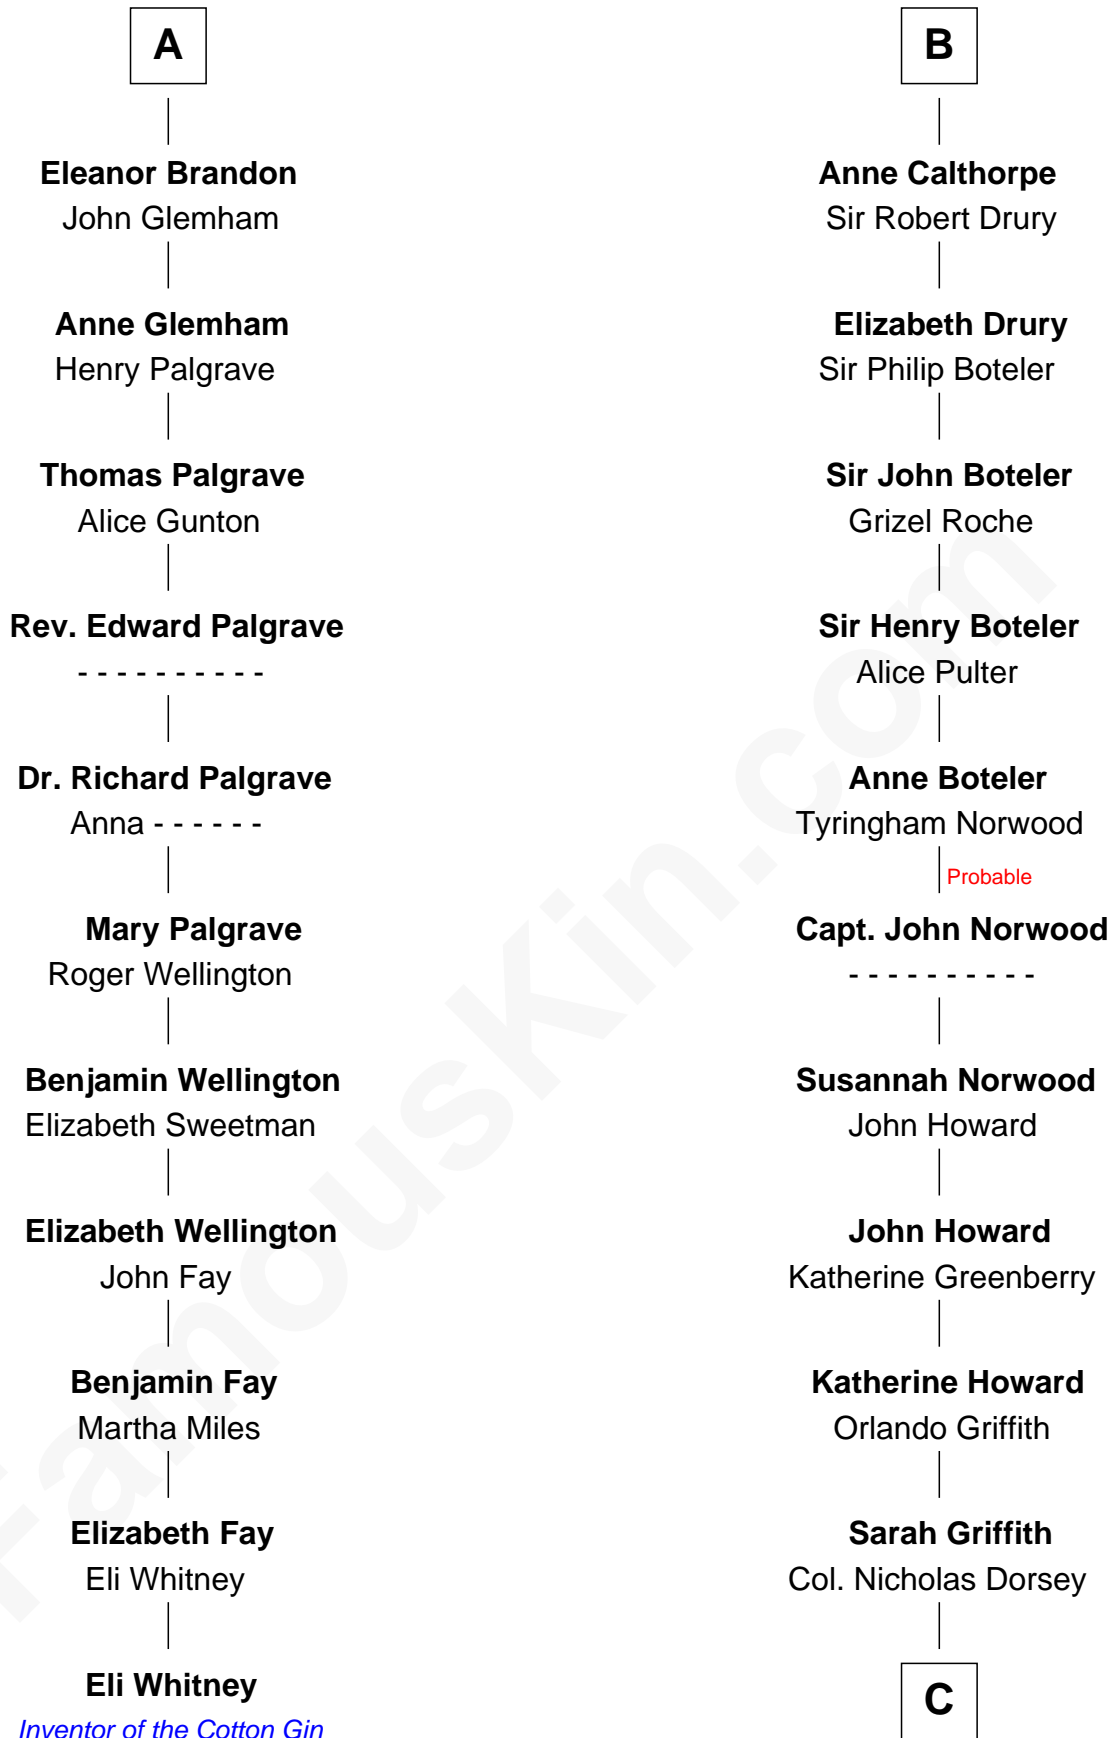 A
Eleanor Brandon
John Glemham
Anne Glemham
Henry Palgrave
Thomas Palgrave
Alice Gunton
Rev. Edward Palgrave
- - - - - - - - - -
Dr. Richard Palgrave
Anna - - - - - -
Mary Palgrave
Roger Wellington
Benjamin Wellington
Elizabeth Sweetman
Elizabeth Wellington
John Fay
Benjamin Fay
Martha Miles
Elizabeth Fay
Eli Whitney
Eli Whitney
Inventor of the Cotton Gin
B
Anne Calthorpe
Sir Robert Drury
Elizabeth Drury
Sir Philip Boteler
Sir John Boteler
Grizel Roche
Sir Henry Boteler
Alice Pulter
Anne Boteler
Tyringham Norwood
Probable
Capt. John Norwood
- - - - - - - - - -
Susannah Norwood
John Howard
John Howard
Katherine Greenberry
Katherine Howard
Orlando Griffith
Sarah Griffith
Col. Nicholas Dorsey
C
FamousKin.com